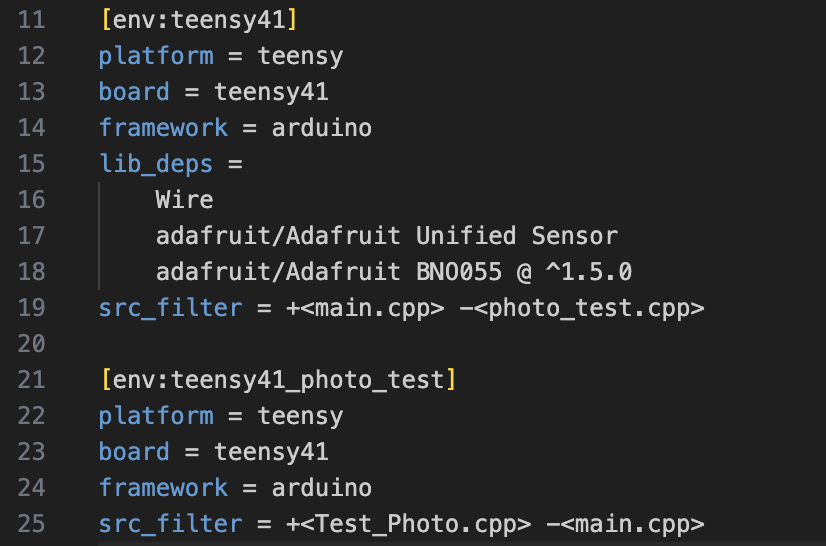 11 [env:teensy41]
12 platform = teensy
13 board = teensy41
14 framework = arduino
15 lib_deps =
16 Wire
17 adafruit/Adafruit Unified Sensor
18 adafruit/Adafruit BNO055 @ ^1.5.0
19 src_filter = +<main.cpp> -<photo_test.cpp>
20
21 [env:teensy41_photo_test]
22 platform = teensy
23 board = teensy41
24 framework = arduino
25 src_filter = +<Test_Photo.cpp> -<main.cpp>